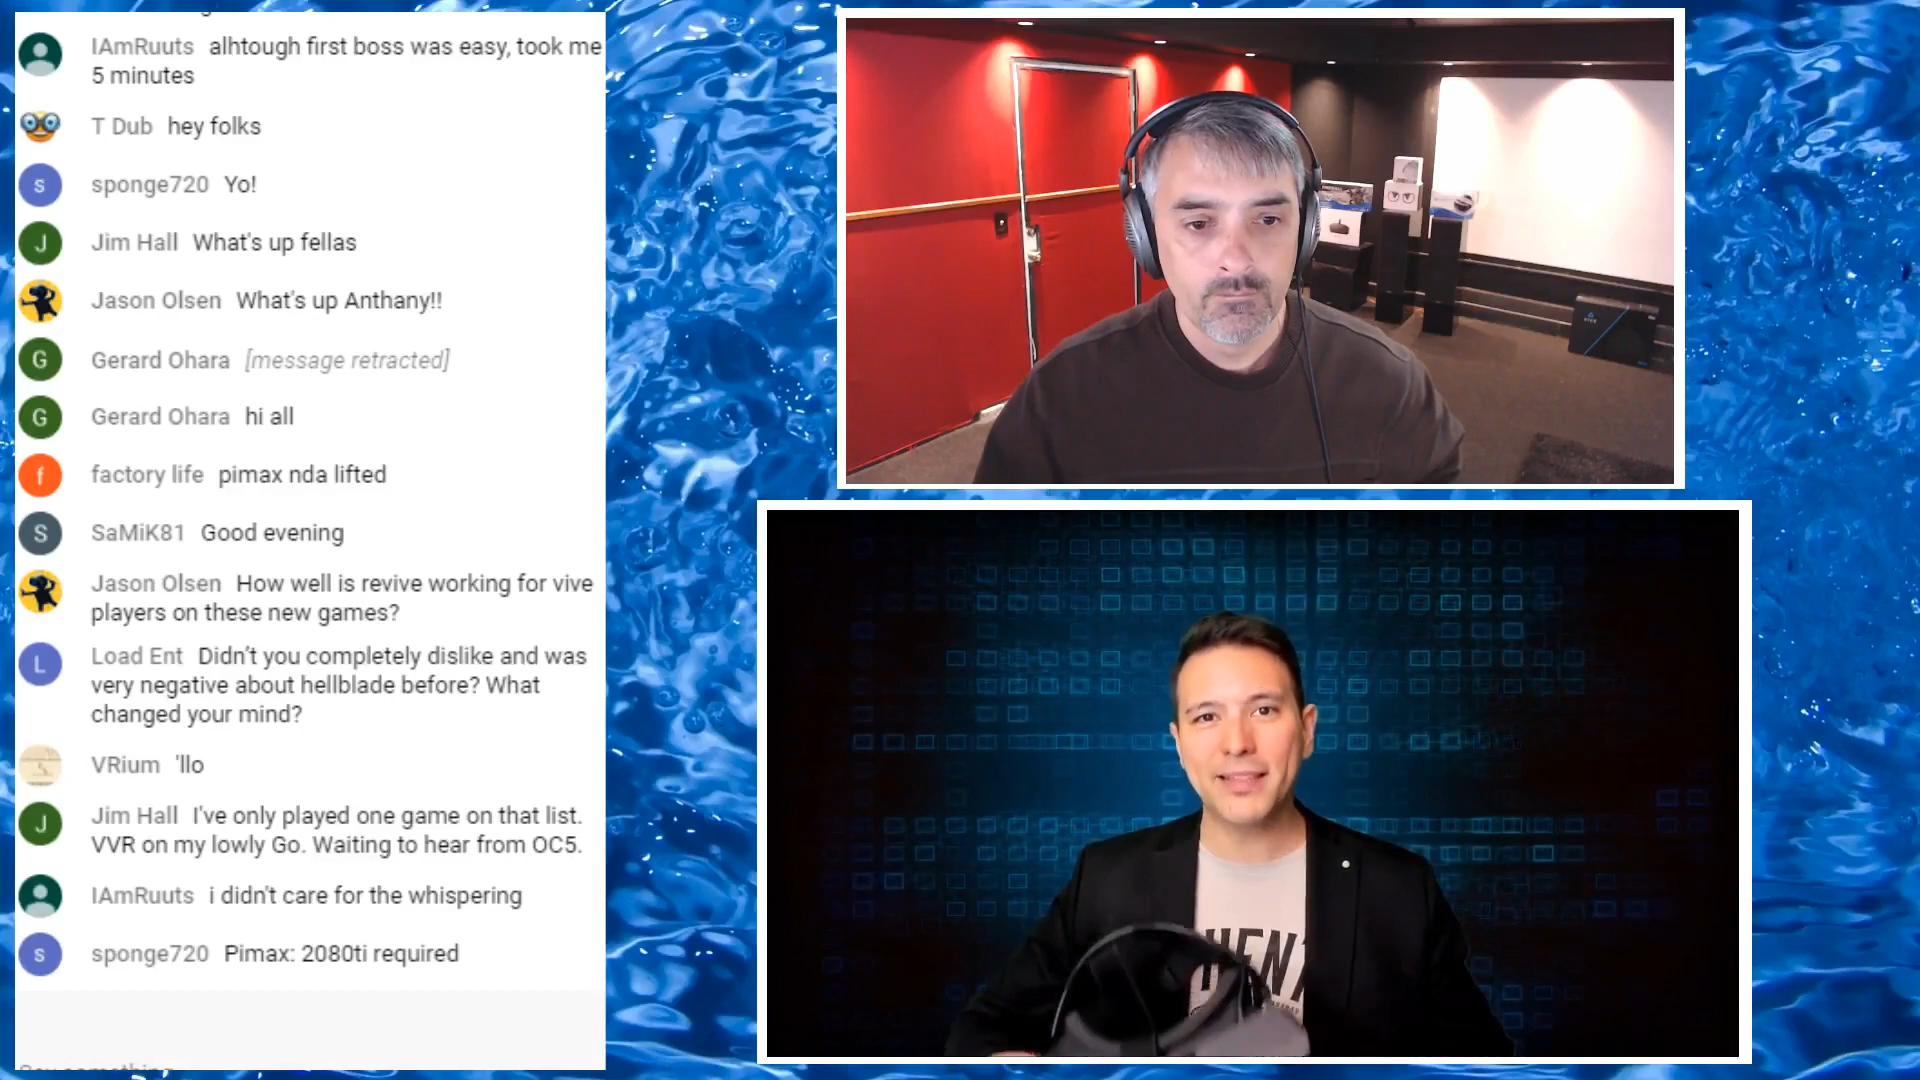 IAmRuuts alhtough first boss was easy, took me
5 minutes
T Dub hey folks
s
sponge720 Yo!
J
Jim Hall What's up fellas
Jason Olsen What's up Anthany!!
G
Gerard Ohara [message retracted]
G
Gerard Ohara hi all
f
factory life pimax nda lifted
S
SaMiK81 Good evening
Jason Olsen How well is revive working for vive
players on these new games?
L
Load Ent Didn't you completely dislike and was
very negative about hellblade before? What
changed your mind?
VRium 'llo
J
Jim Hall I've only played one game on that list.
VVR on my lowly Go. Waiting to hear from OC5.
IAmRuuts i didn't care for the whispering
s
sponge720 Pimax: 2080ti required